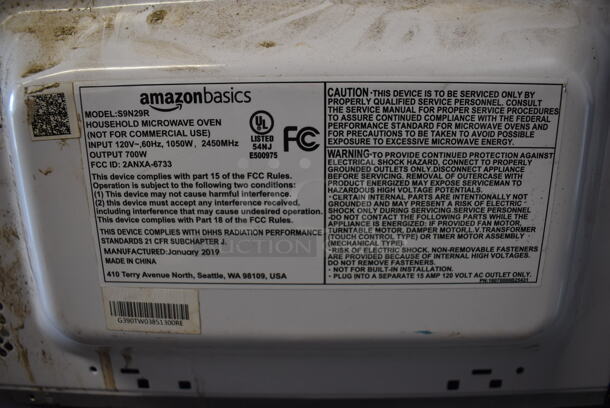 amazonbasics
MODEL:S9N29R
HOUSEHOLD MICROWAVE OVEN
(NOT FOR COMMERCIAL USE)
INPUT 120V~,60Hz, 1050W, 2450MHz
OUTPUT 700W
FCC ID: 2ANXA-6733
UL
LISTED
54NJ
E500975
FC
This device complies with part 15 of the FCC Rules.
Operation is subject to the following two conditions:
(1) This device may not cause harmful interference.
(2) this device must accept any interference received,
including interference that may cause undesired operation.
This device complies with Part 18 of the FCC Rules.
THIS DEVICE COMPLIES WITH DHHS RADIATION PERFORMANCE
STANDARDS 21 CFR SUBCHAPTER J.
MANUFACTURED:January 2019
MADE IN CHINA
410 Terry Avenue North, Seattle, WA 98109, USA
CAUTION -THIS DEVICE IS TO BE SERVICED ONLY BY
PROPERLY QUALIFIED SERVICE PERSONNEL. CONSULT
THE SERVICE MANUAL FOR PROPER SERVICE PROCEDURES
TO ASSURE CONTINUED COMPLIANCE WITH THE FEDERAL
PERFORMANCE STANDARD FOR MICROWAVE OVENS AND
FOR PRECAUTIONS TO BE TAKEN TO AVOID POSSIBLE
EXPOSURE TO EXCESSIVE MICROWAVE ENERGY.
WARNING-TO PROVIDE CONTINUED PROTECTION AGAINST
ELECTRICAL SHOCK HAZARD, CONNECT TO PROPERLY
GROUNDED OUTLETS ONLY.DISCONNECT APPLIANCE
BEFORE SERVICING. REMOVAL OF OUTERCASE WITH
PRODUCT ENERGIZED MAY EXPOSE SERVICEMAN TO
HAZARDOUS HIGH VOLTAGE POTENTIALS.
-CERTAIN INTERNAL PARTS ARE INTENTIONALLY NOT
GROUNDED AND MAY PRESENT A RISK OF ELECTRIC
SHOCK ONLY DURING SERVICING SERVICE PERSONNEL
-DO NOT CONTACT THE FOLLOWING PARTS WHILE THE
APPLIANCE IS ENERGIZED: IF PROVIDED FAN MOTOR,
TURNTABLE MOTOR, DAMPER MOTOR,L.V.TRANSFORMER
(TOUCH CONTROL TYPE) OR TIMER MOTOR ASSEMBLY
(MECHANICAL TYPE).
-RISK OF ELECTRIC SHOCK, NON-REMOVABLE FASTENERS
ARE PROVIDED BECAUSE OF INTERNAL HIGH VOLTAGES.
DO NOT REPAIR OR REPLACE.
- NOT FOR BUILT-IN INSTALLATION.
- PLUG INTO A SEPARATE 15 AMP 120 VOLT AC OUTLET ONLY.
G390TW03851300RE